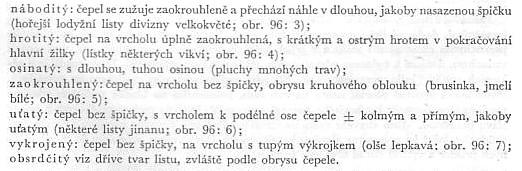 náboditý: čepel se zužuje zaokrouhleně a přechází náhle v dlouhou, jakoby nasazenou špičku
(hořejší lodyžní listy divizny velkokvěté; obr. 96: 3);
hrotitý: čepel na vrcholu úplně zaokrouhlená, s krátkým a ostrým hrotem v pokračování
hlavní žilky (lístky některých vikví; obr. 96: 4);
osinatý: s dlouhou, tuhou osinou (pluchy mnohých trav);
zaokrouhlený: čepel na vrcholu bez špičky, obrysu kruhového oblouku (brusinka, jmelí
bílé; obr. 96: 5);
uťatý: čepel bez špičky, s vrcholem k podélné ose čepele ± kolmým a přímým, jakoby
uťatým (některé listy jinanu; obr. 96: 6);
vykrojený: čepel bez špičky, na vrcholu s tupým výkrojkem (olše lepkavá; obr. 96: 7);
obsrdčitý viz dříve tvar listu, zvláště podle obrysu čepele.